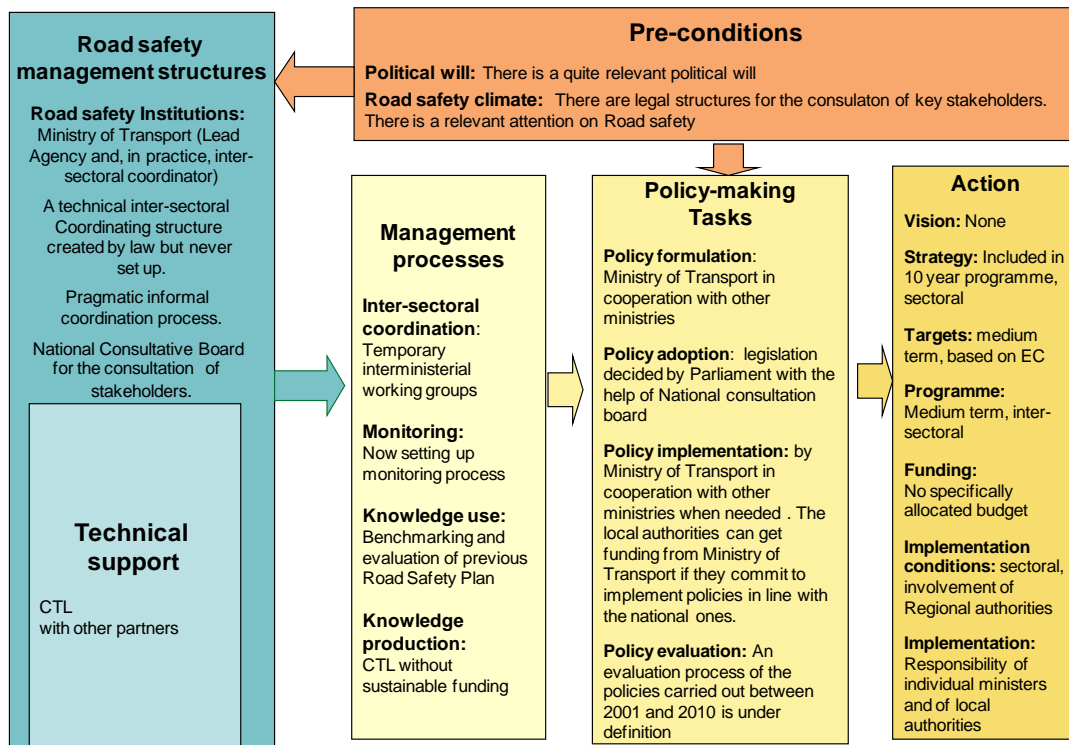 Road safety
management structures
Road safety Institutions:
Ministry of Transport (Lead
Agency and, in practice, inter-
sectoral coordinator)
A technical inter-sectoral
Coordinating structure
created by law but never
set up.
Pragmatic informal
coordination process.
National Consultative Board
for the consultation of
stakeholders.
Technical
support
CTL
with other partners
Pre-conditions
Political will: There is a quite relevant political will
Road safety climate: There are legal structures for the consulaton of key stakeholders.
There is a relevant attention on Road safety
Management
processes
Inter-sectoral
coordination:
Temporary
interministerial
working groups
Monitoring:
Now setting up
monitoring process
Knowledge use:
Benchmarking and
evaluation of previous
Road Safety Plan
Knowledge
production:
CTL without
sustainable funding
Policy-making
Tasks
Policy formulation:
Ministry of Transport in
cooperation with other
ministries
Policy adoption: legislation
decided by Parliament with the
help of National consultation
board
Policy implementation: by
Ministry of Transport in
cooperation with other
ministries when needed . The
local authorities can get
funding from Ministry of
Transport if they commit to
implement policies in line with
the national ones.
Policy evaluation: An
evaluation process of the
policies carried out between
2001 and 2010 is under
definition
Action
Vision: None
Strategy: Included in
10 year programme,
sectoral
Targets: medium
term, based on EC
Programme:
Medium term, inter-
sectoral
Funding:
No specifically
allocated budget
Implementation
conditions: sectoral,
involvement of
Regional authorities
Implementation:
Responsibility of
individual ministers
and of local
authorities